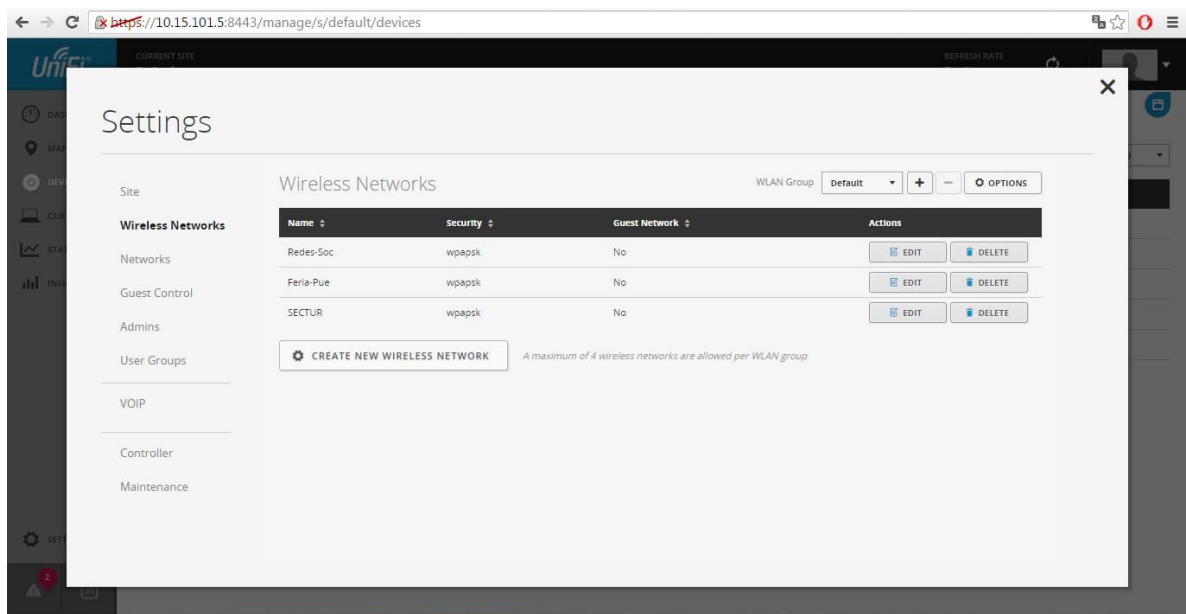 https://10.15.101.5:8443/manage/s/default/devices
UniFi
CURRENT SITE
REFRESH RATE
Settings
Site
Wireless Networks
Networks
Guest Control
Admins
User Groups
VOIP
Controller
Maintenance
Wireless Networks
WLAN Group Default + - OPTIONS
Name Security Guest Network Actions
Redes-Soc wpapsk No EDIT DELETE
Feria-Pue wpapsk No EDIT DELETE
SECTUR wpapsk No EDIT DELETE
CREATE NEW WIRELESS NETWORK A maximum of 4 wireless networks are allowed per WLAN group
2